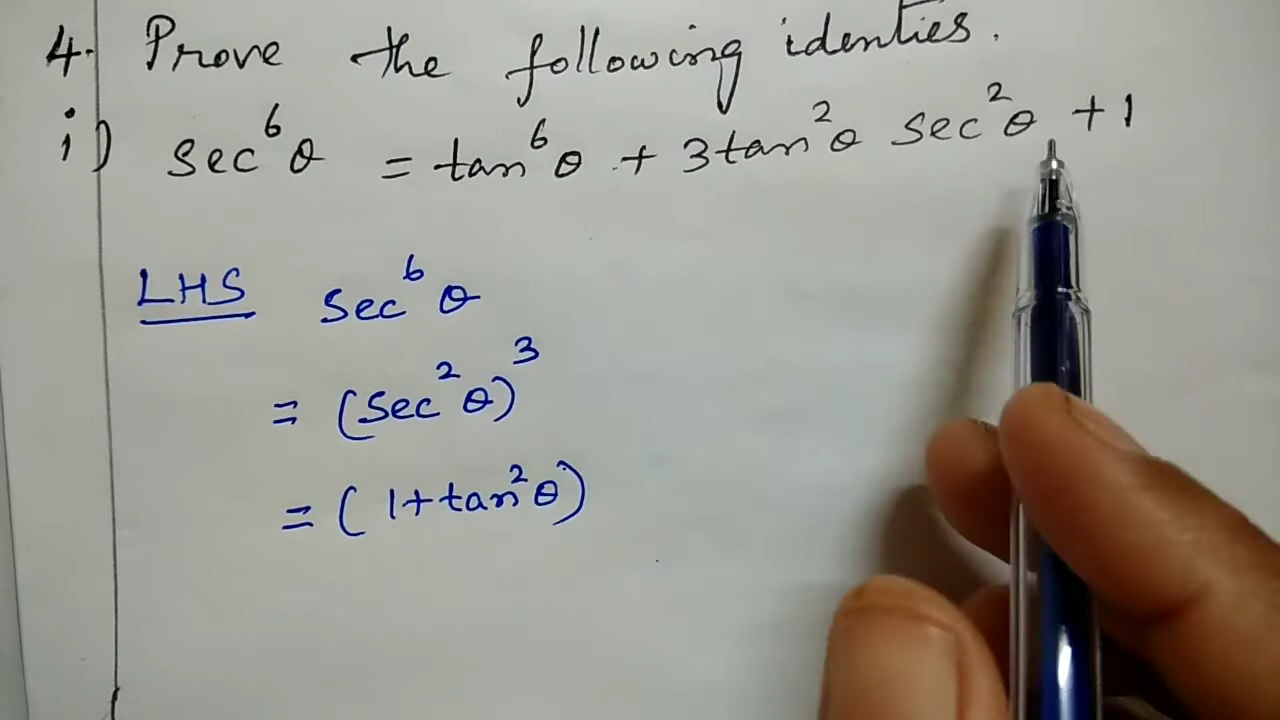 4. Prove the following identies.
i) sec⁶θ = tan⁶θ + 3tan²θ sec²θ + 1
LHS sec⁶θ
= (sec²θ)³
= (1+tan²θ)